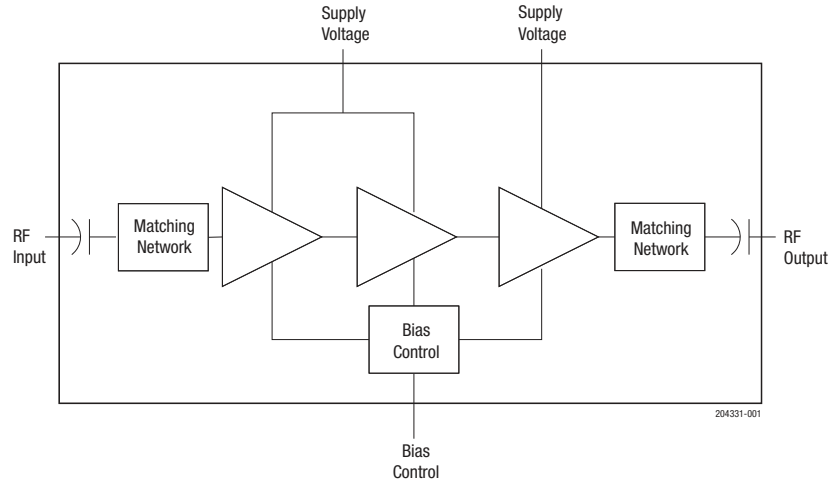 Supply
Voltage
Supply
Voltage
RF
Input
Matching
Network
Matching
Network
RF
Output
Bias
Control
204331-001
Bias
Control